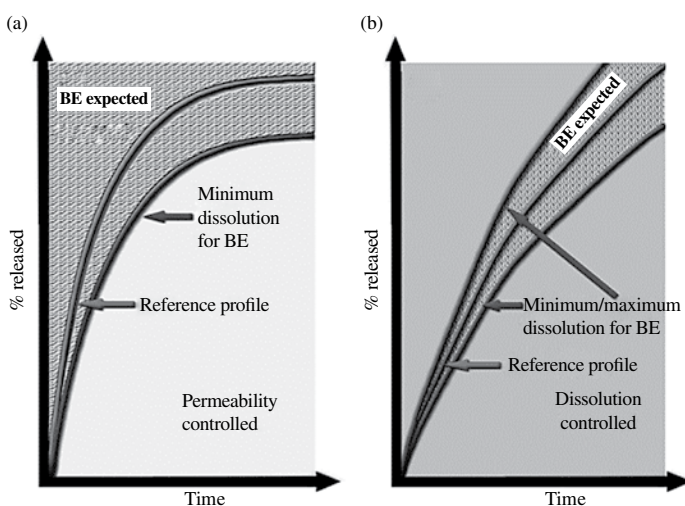 (a)
BE expected
Minimum
dissolution
for BE
Reference profile
Permeability
controlled
% released
Time
(b)
BE expected
Minimum/maximum
dissolution for BE
Reference profile
Dissolution
controlled
% released
Time